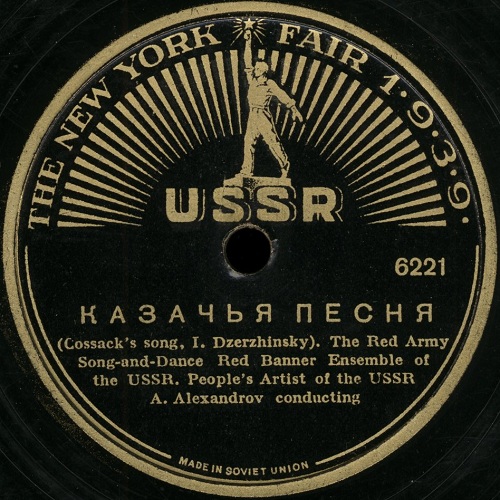 THE NEW YORK FAIR 1·9·3·9·
USSR
6221
КАЗАЧЬЯ ПЕСНЯ
(Cossack's song, I. Dzerzhinsky). The Red Army
Song-and-Dance Red Banner Ensemble of
the USSR. People's Artist of the USSR
A. Alexandrov conducting
MADE IN SOVIET UNION